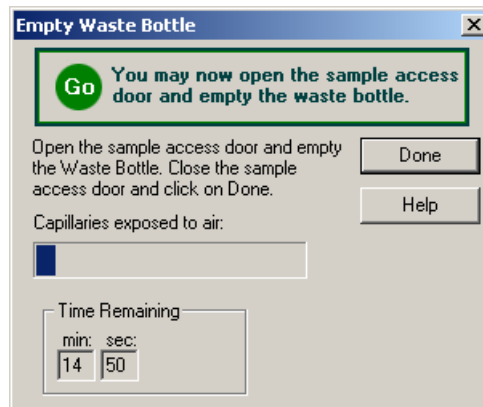 Empty Waste Bottle
Go
You may now open the sample access
door and empty the waste bottle.
Open the sample access door and empty
the Waste Bottle. Close the sample
access door and click on Done.
Done
Help
Capillaries exposed to air:
Time Remaining
min: sec:
14 50